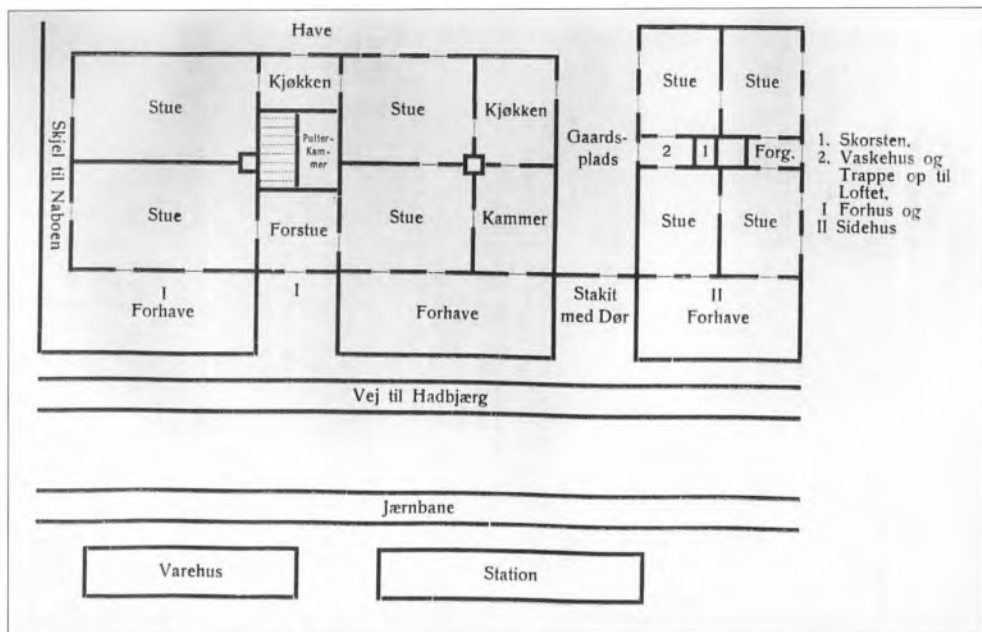 Have
Kjøkken
Stue
Stue
Kjøkken
Stue
Stue
Skjel til Naboen
Pulter-
Kam-
mer
Gaards-
plads
2
1
Forg.
1. Skorsten.
2. Vaskehus og
Trappe op til
Loftet.
I Forhus og
II Sidehus
Stue
Forstue
Stue
Kammer
Stue
Stue
I
Forhave
I
Forhave
Stakit
med Dør
II
Forhave
Vej til Hadbjærg
Jærnbane
Varehus
Station